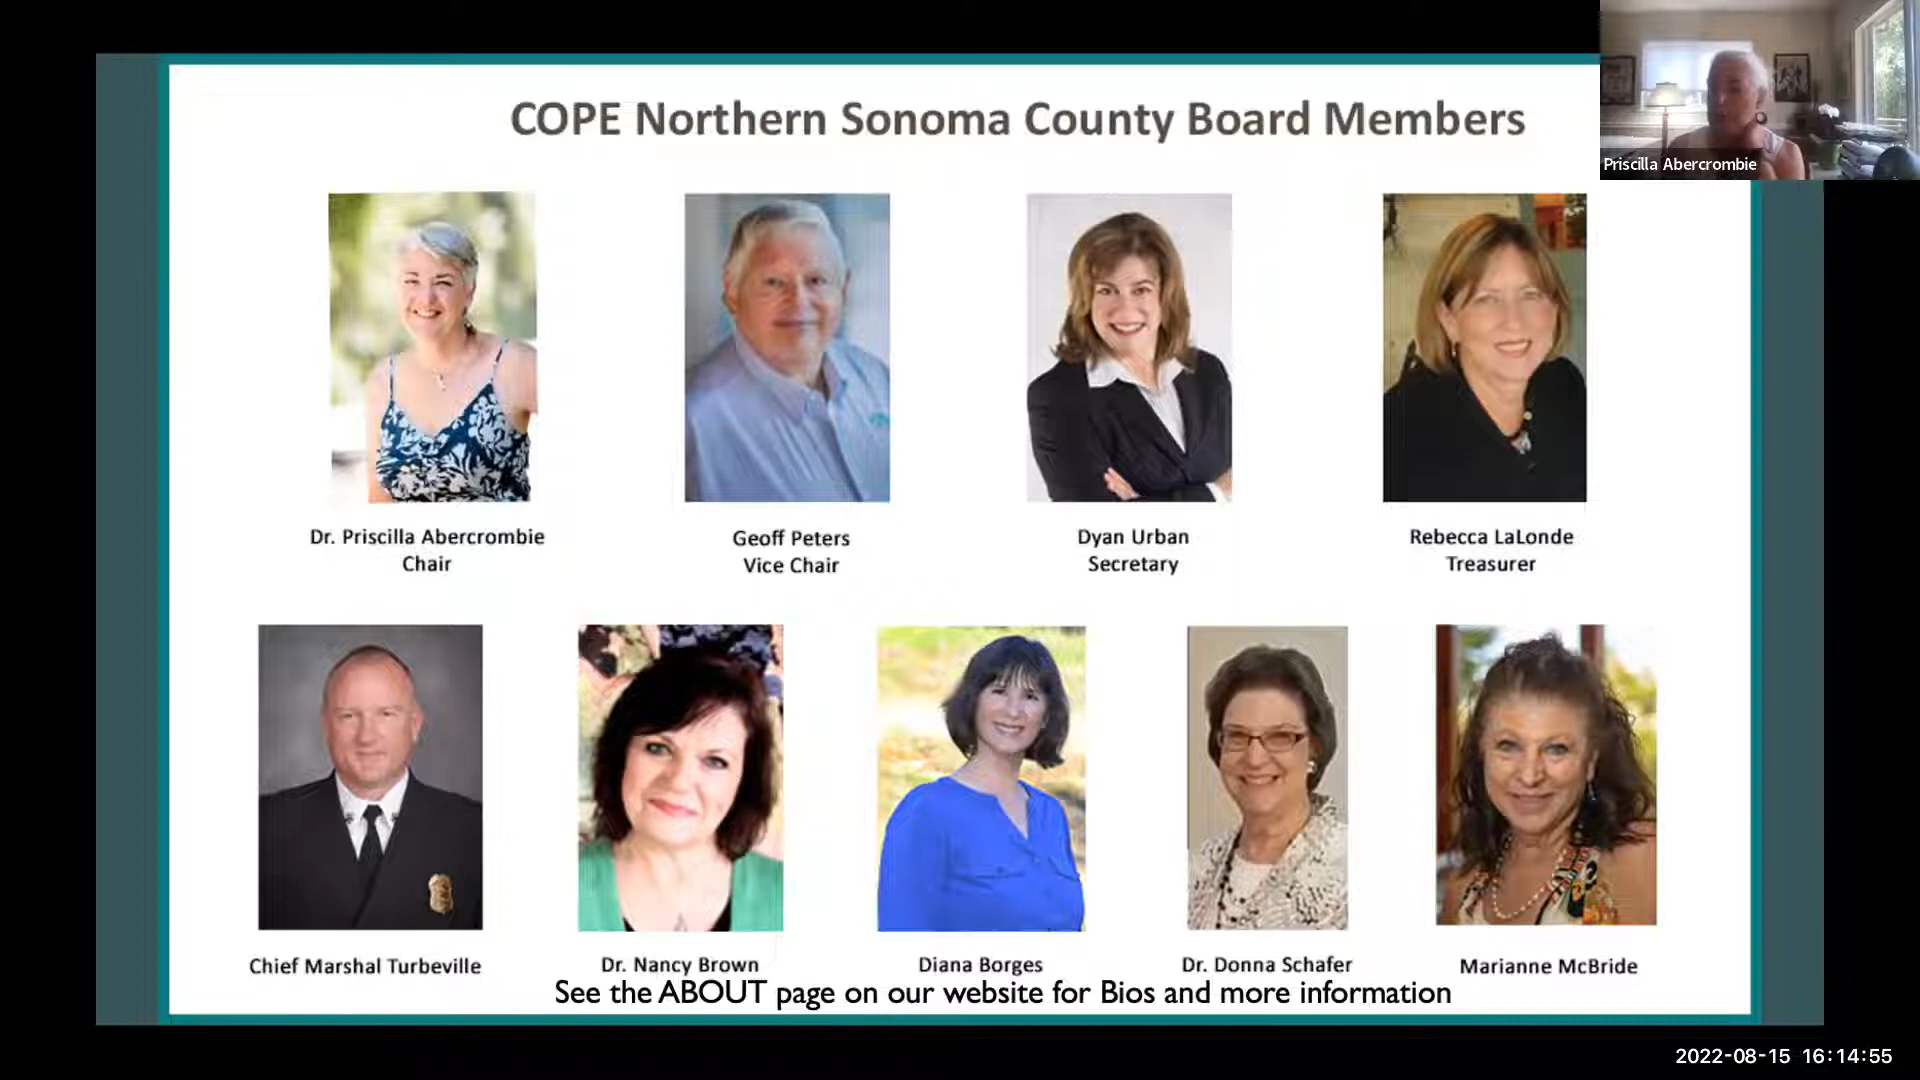 COPE Northern Sonoma County Board Members
Priscilla Abercrombie
Dr. Priscilla Abercrombie
Chair
Geoff Peters
Vice Chair
Dyan Urban
Secretary
Rebecca LaLonde
Treasurer
Chief Marshal Turbeville
Dr. Nancy Brown
Diana Borges
Dr. Donna Schafer
Marianne McBride
See the ABOUT page on our website for Bios and more information
2022-08-15 16:14:55